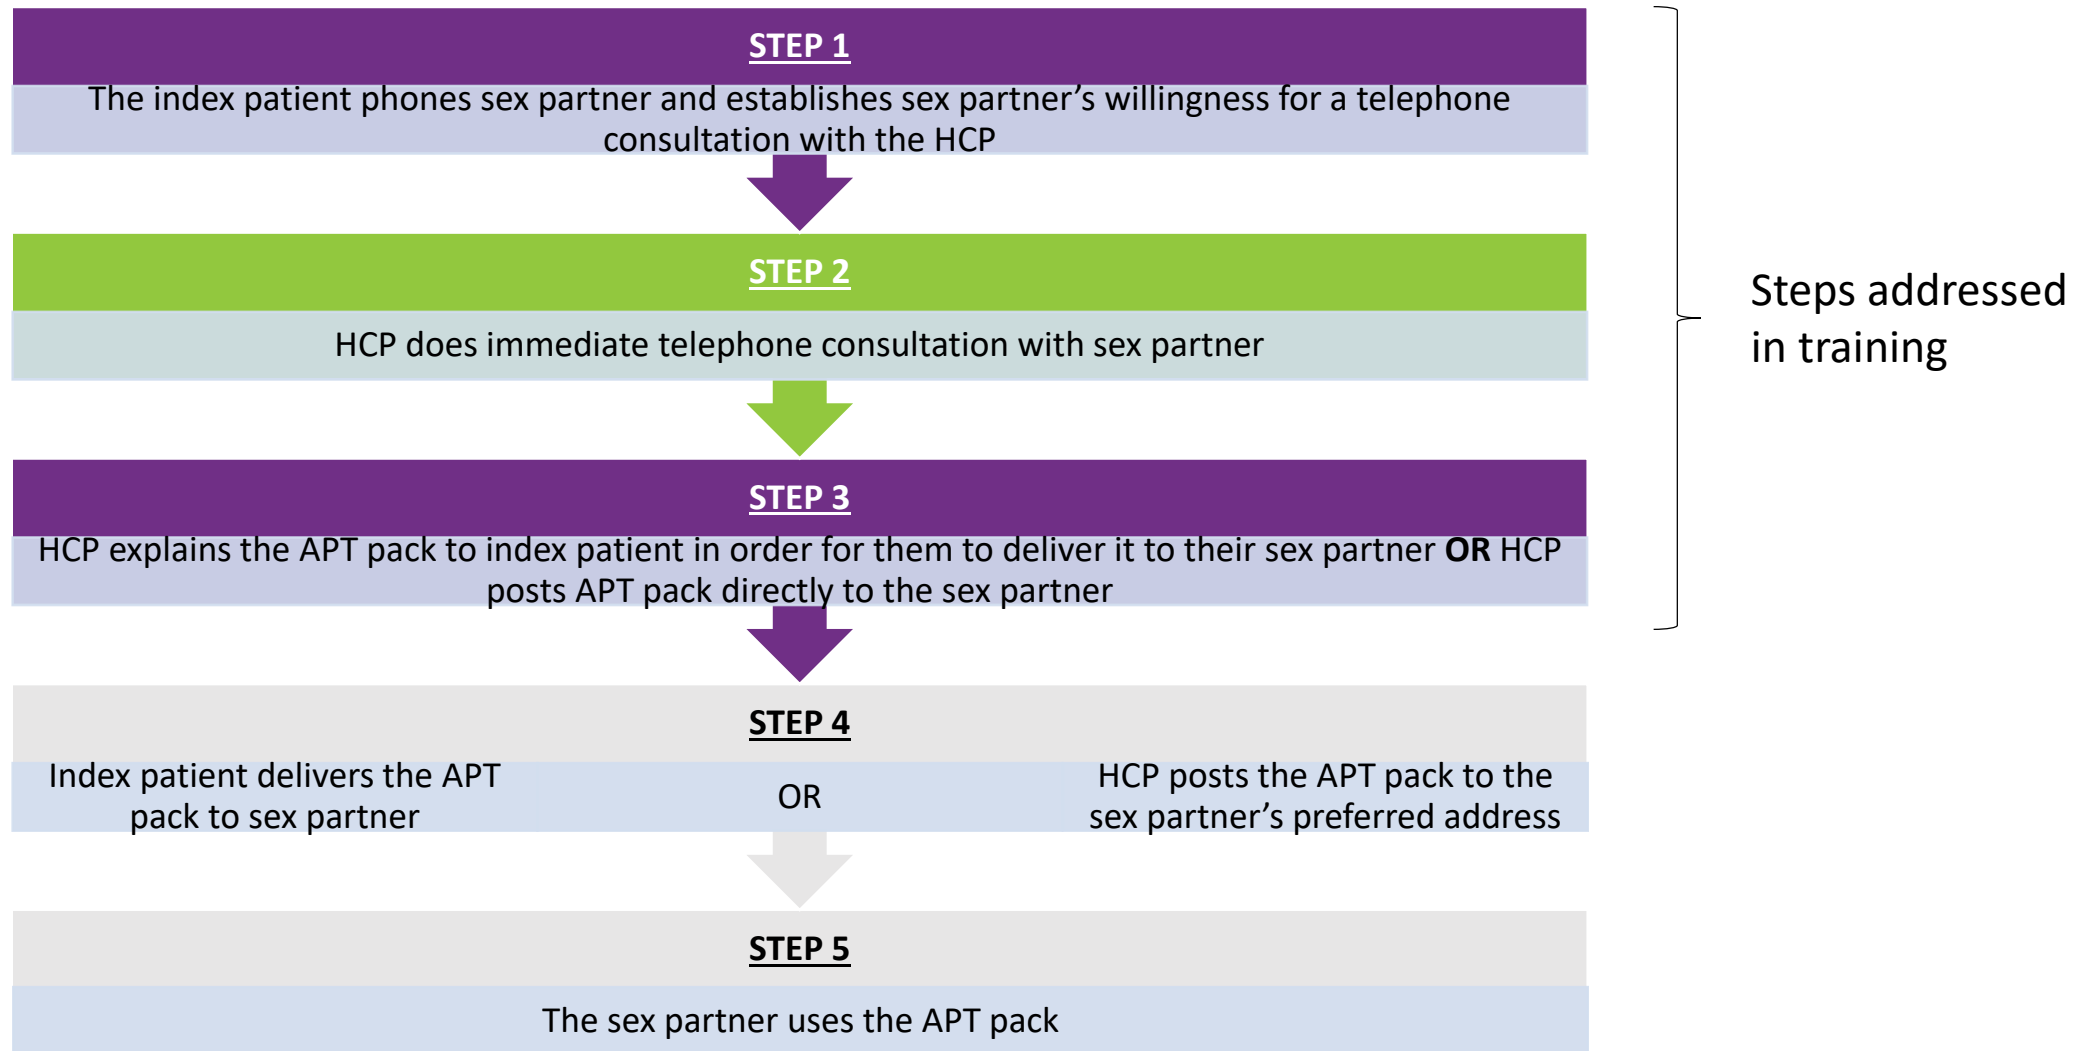 STEP 1
The index patient phones sex partner and establishes sex partner’s willingness for a telephone
consultation with the HCP
STEP 2
HCP does immediate telephone consultation with sex partner
STEP 3
HCP explains the APT pack to index patient in order for them to deliver it to their sex partner OR HCP
posts APT pack directly to the sex partner
Steps addressed
in training
STEP 4
Index patient delivers the APT
pack to sex partner
OR
HCP posts the APT pack to the
sex partner’s preferred address
STEP 5
The sex partner uses the APT pack